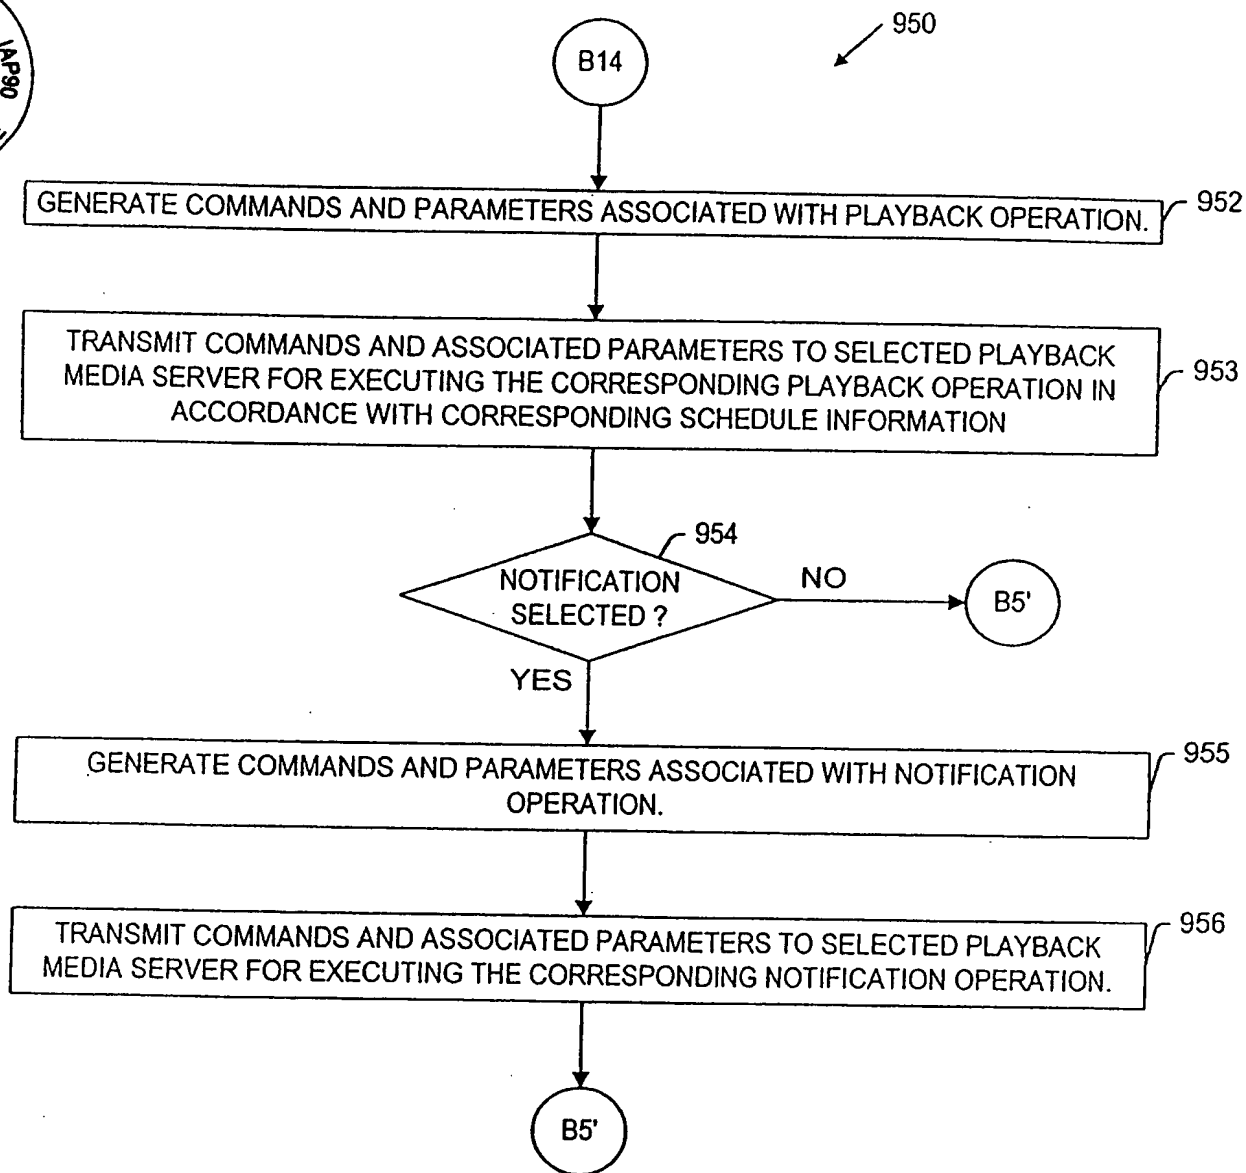 IAP90
950
B14
GENERATE COMMANDS AND PARAMETERS ASSOCIATED WITH PLAYBACK OPERATION.
952
TRANSMIT COMMANDS AND ASSOCIATED PARAMETERS TO SELECTED PLAYBACK
MEDIA SERVER FOR EXECUTING THE CORRESPONDING PLAYBACK OPERATION IN
ACCORDANCE WITH CORRESPONDING SCHEDULE INFORMATION
953
954
NOTIFICATION
SELECTED ?
NO
B5'
YES
GENERATE COMMANDS AND PARAMETERS ASSOCIATED WITH NOTIFICATION
OPERATION.
955
TRANSMIT COMMANDS AND ASSOCIATED PARAMETERS TO SELECTED PLAYBACK
MEDIA SERVER FOR EXECUTING THE CORRESPONDING NOTIFICATION OPERATION.
956
B5'